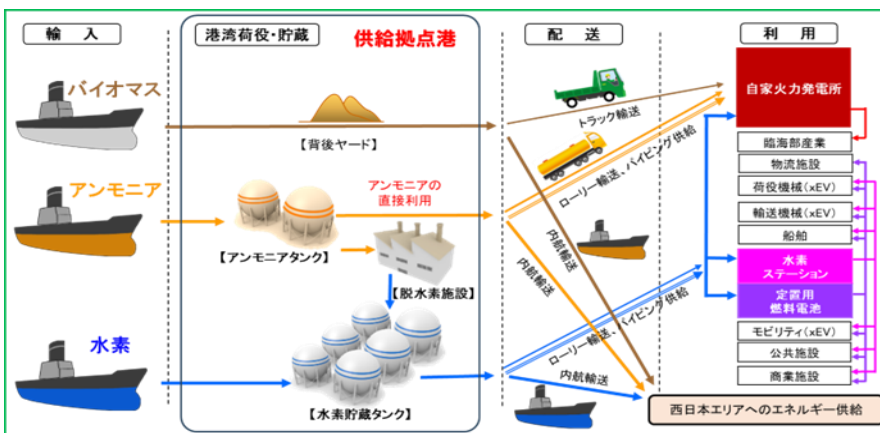 輸入
港湾荷役・貯蔵
供給拠点港
配送
利用
バイオマス
【背後ヤード】
トラック輸送
自家火力発電所
アンモニア
【アンモニアタンク】
アンモニアの
直接利用
【脱水素施設】
ローリー輸送、パイピング供給
内航輸送
内航輸送
水素
【水素貯蔵タンク】
ローリー輸送、パイピング供給
内航輸送
臨海部産業
物流施設
荷役機械(xEV)
輸送機械(xEV)
船舶
水素
ステーション
定置用
燃料電池
モビリティ(xEV)
公共施設
商業施設
西日本エリアへのエネルギー供給